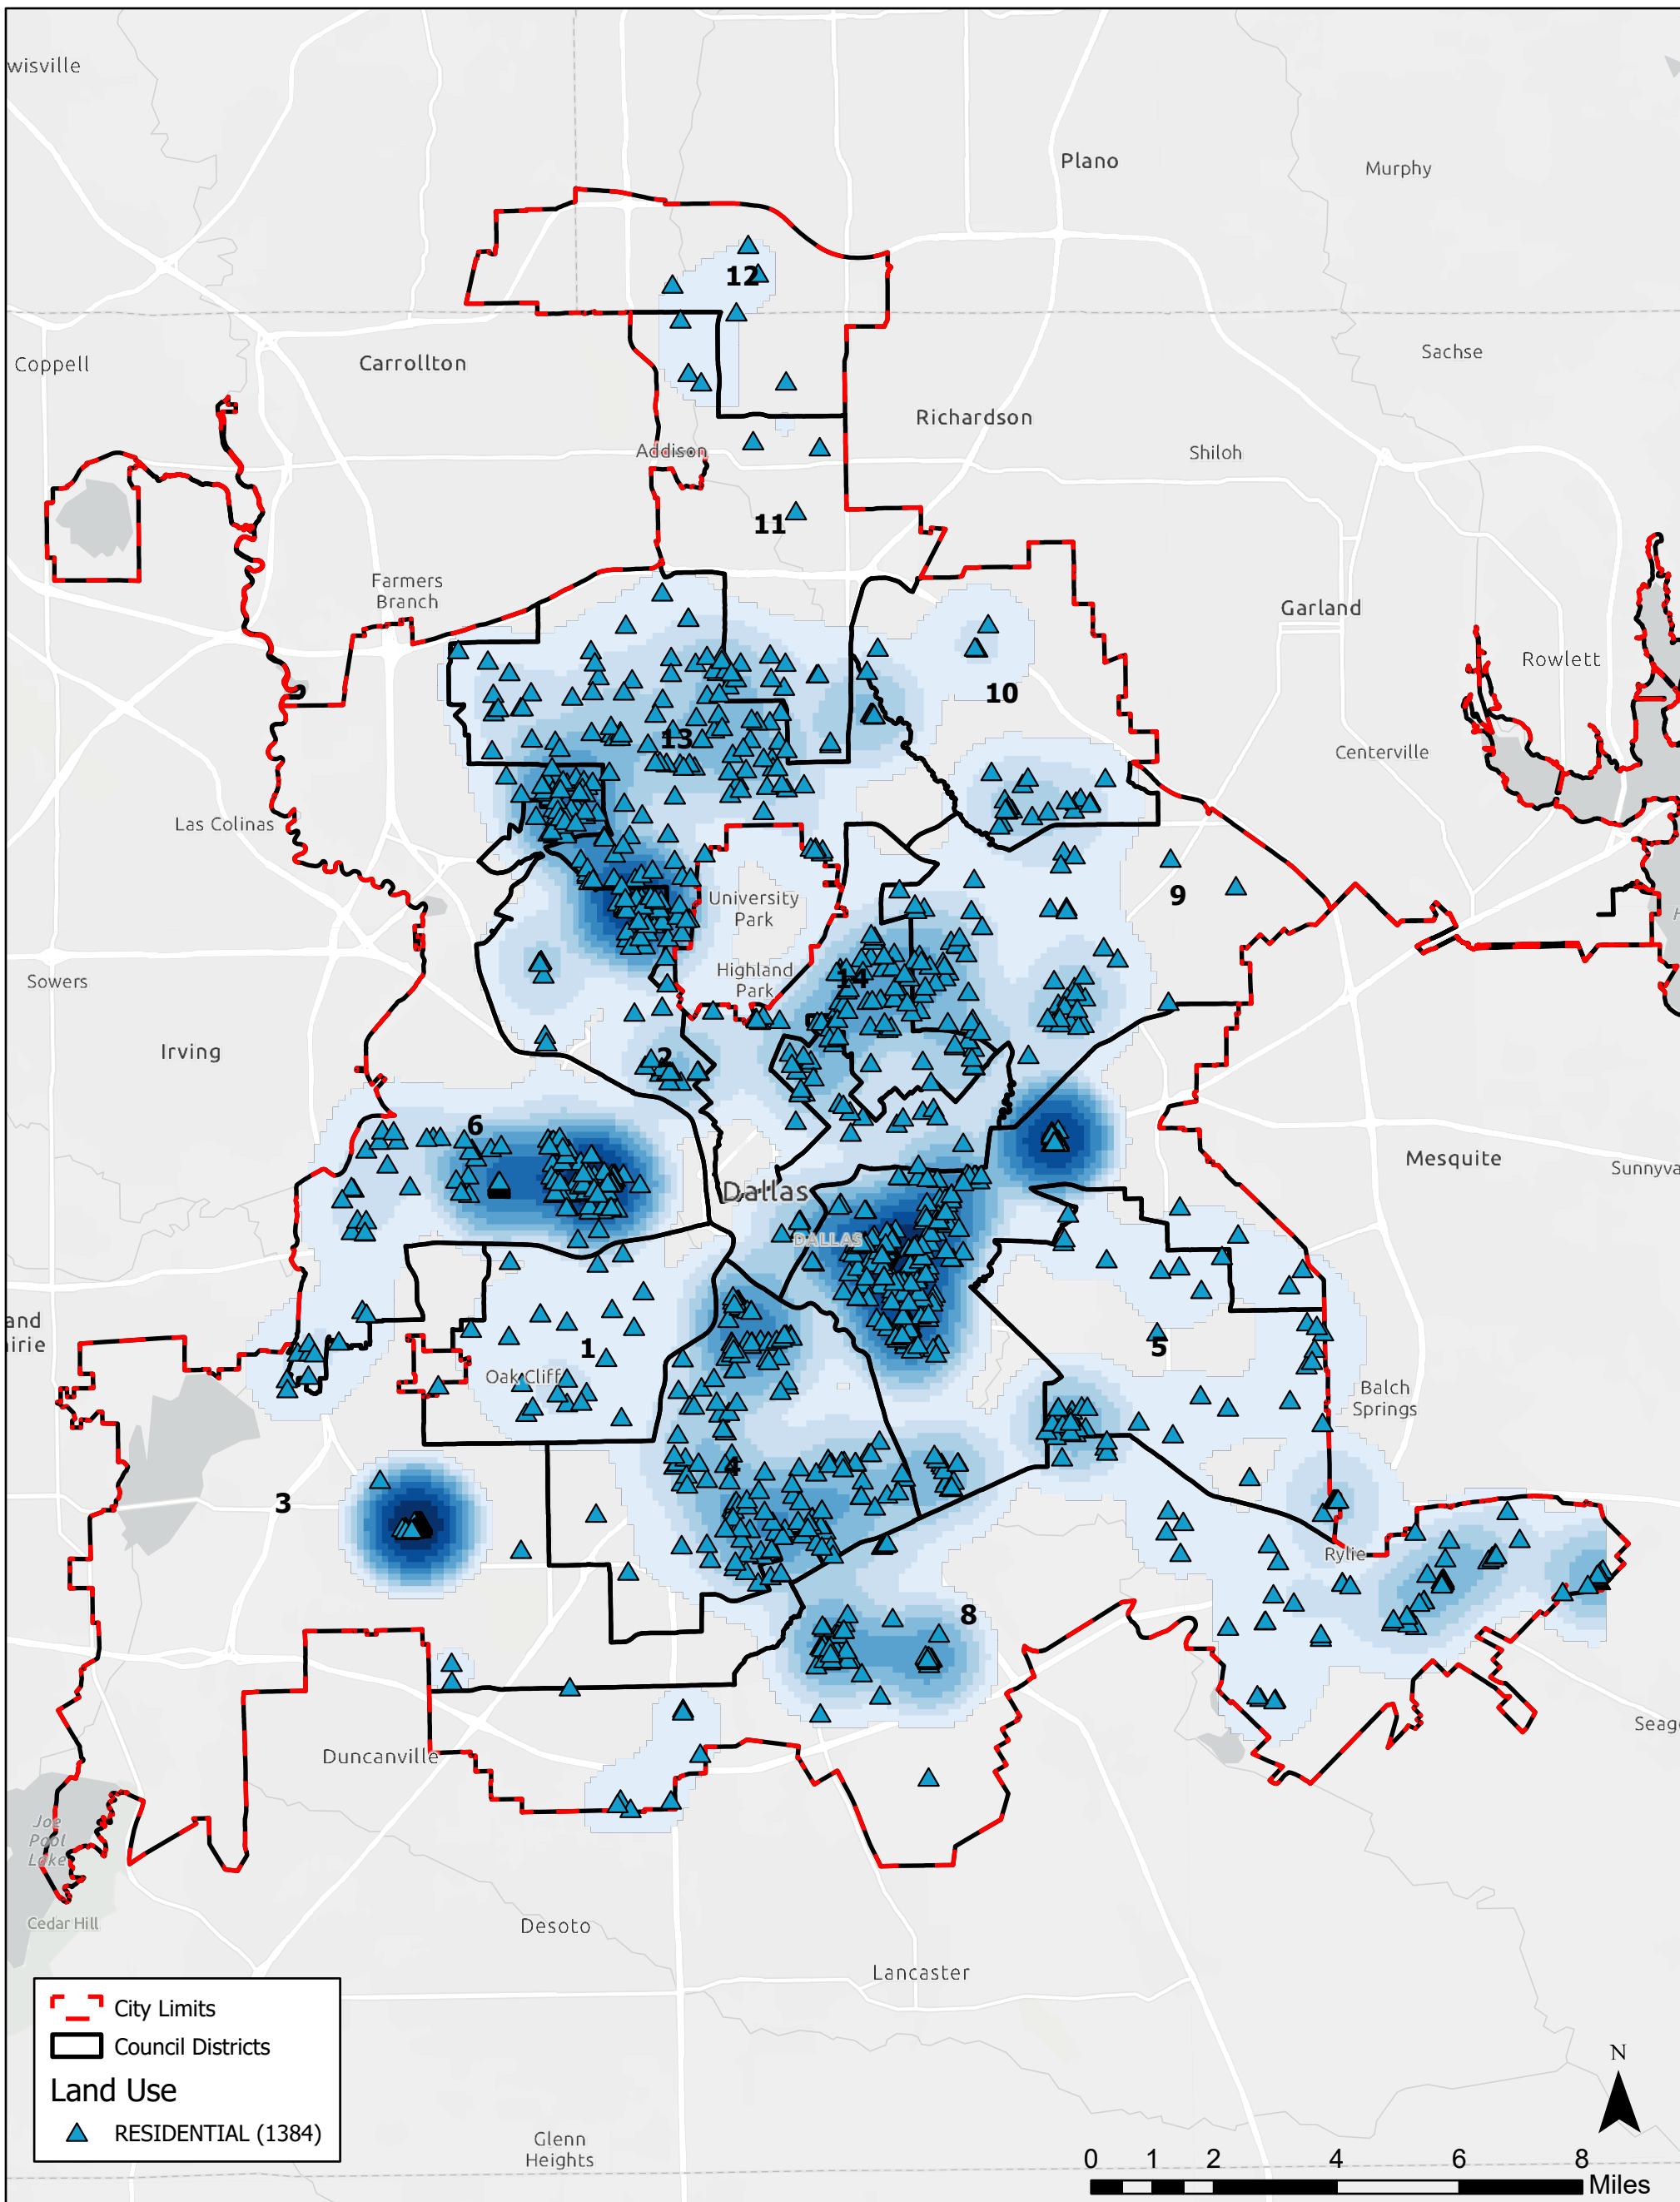 wisville
Plano
Murphy
12
Coppell
Carrollton
Sachse
Richardson
Addison
Shiloh
11
Farmers
Branch
Garland
Rowlett
10
13
Centerville
Las Colinas
9
University
Park
Highland
Park
14
Sowers
Irving
2
6
Mesquite
Sunnyva
Dallas
DALLAS
7
and
irie
1
5
Oak Cliff
Balch
Springs
4
3
Rylie
8
Seag
Duncanville
Joe
Pool
Lake
Cedar Hill
Desoto
Lancaster
City Limits
Council Districts
Land Use
RESIDENTIAL (1384)
Glenn
Heights
N
0 1 2 4 6 8
Miles